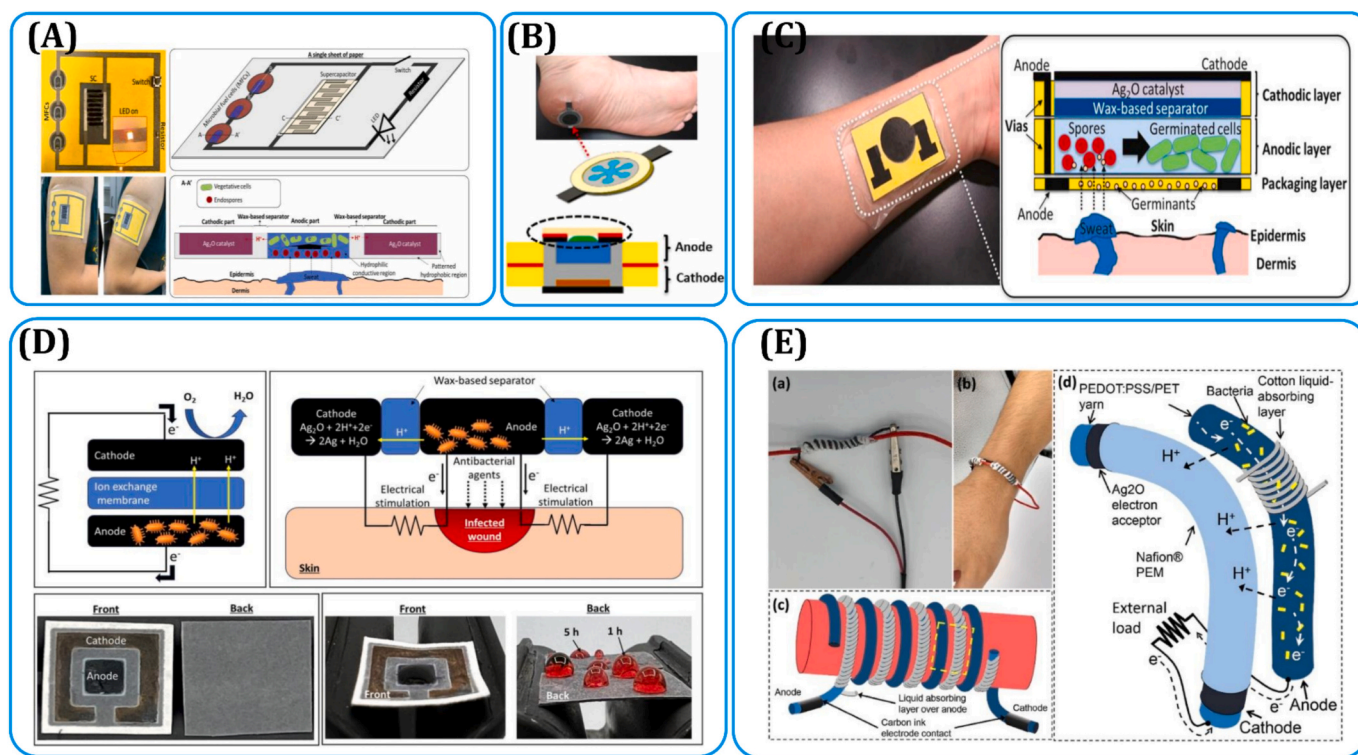 (A)
MFCs
SC
Switch
LED on
Resistor
A single sheet of paper
Microbial fuel cells (MFCs)
Supercapacitor
Switch
Resistor
LED
A
A'
C
C'
A-A'
Vegetative cells
Endospores
Cathodic part
Wax-based separator
Anodic part
Wax-based separator
Cathodic part
Ag₂O catalyst
H⁺
H⁺
Ag₂O catalyst
Hydrophilic
conductive region
Patterned
hydrophobic region
Epidermis
Sweat
Dermis
(B)
Anode
Cathode
(C)
Anode
Cathode
Ag₂O catalyst
Wax-based separator
Cathodic layer
Vias
Spores
Germinated cells
Anodic layer
Packaging layer
Anode
Germinants
Sweat
Skin
Epidermis
Dermis
(D)
O₂
H₂O
e⁻
Cathode
H⁺
H⁺
Ion exchange
membrane
Anode
e⁻
Wax-based separator
Cathode
Ag₂O + 2H⁺+2e⁻
→ 2Ag + H₂O
H⁺
Anode
H⁺
Cathode
Ag₂O + 2H⁺+2e⁻
→ 2Ag + H₂O
e⁻
Antibacterial
agents
e⁻
Electrical
stimulation
Electrical
stimulation
Infected
wound
Skin
Front
Back
Cathode
Anode
Front
Back
Front
5 h
1 h
Back
(E)
(a)
(b)
(c)
Anode
Liquid absorbing
layer over anode
Cathode
Carbon ink
electrode contact
(d)
PEDOT:PSS/PET
yarn
Bacteria
Cotton liquid-
absorbing
layer
H⁺
Ag2O
electron
acceptor
H⁺
e⁻
Nafion®
PEM
H⁺
e⁻
External
load
e⁻
e⁻
e⁻
Anode
Cathode